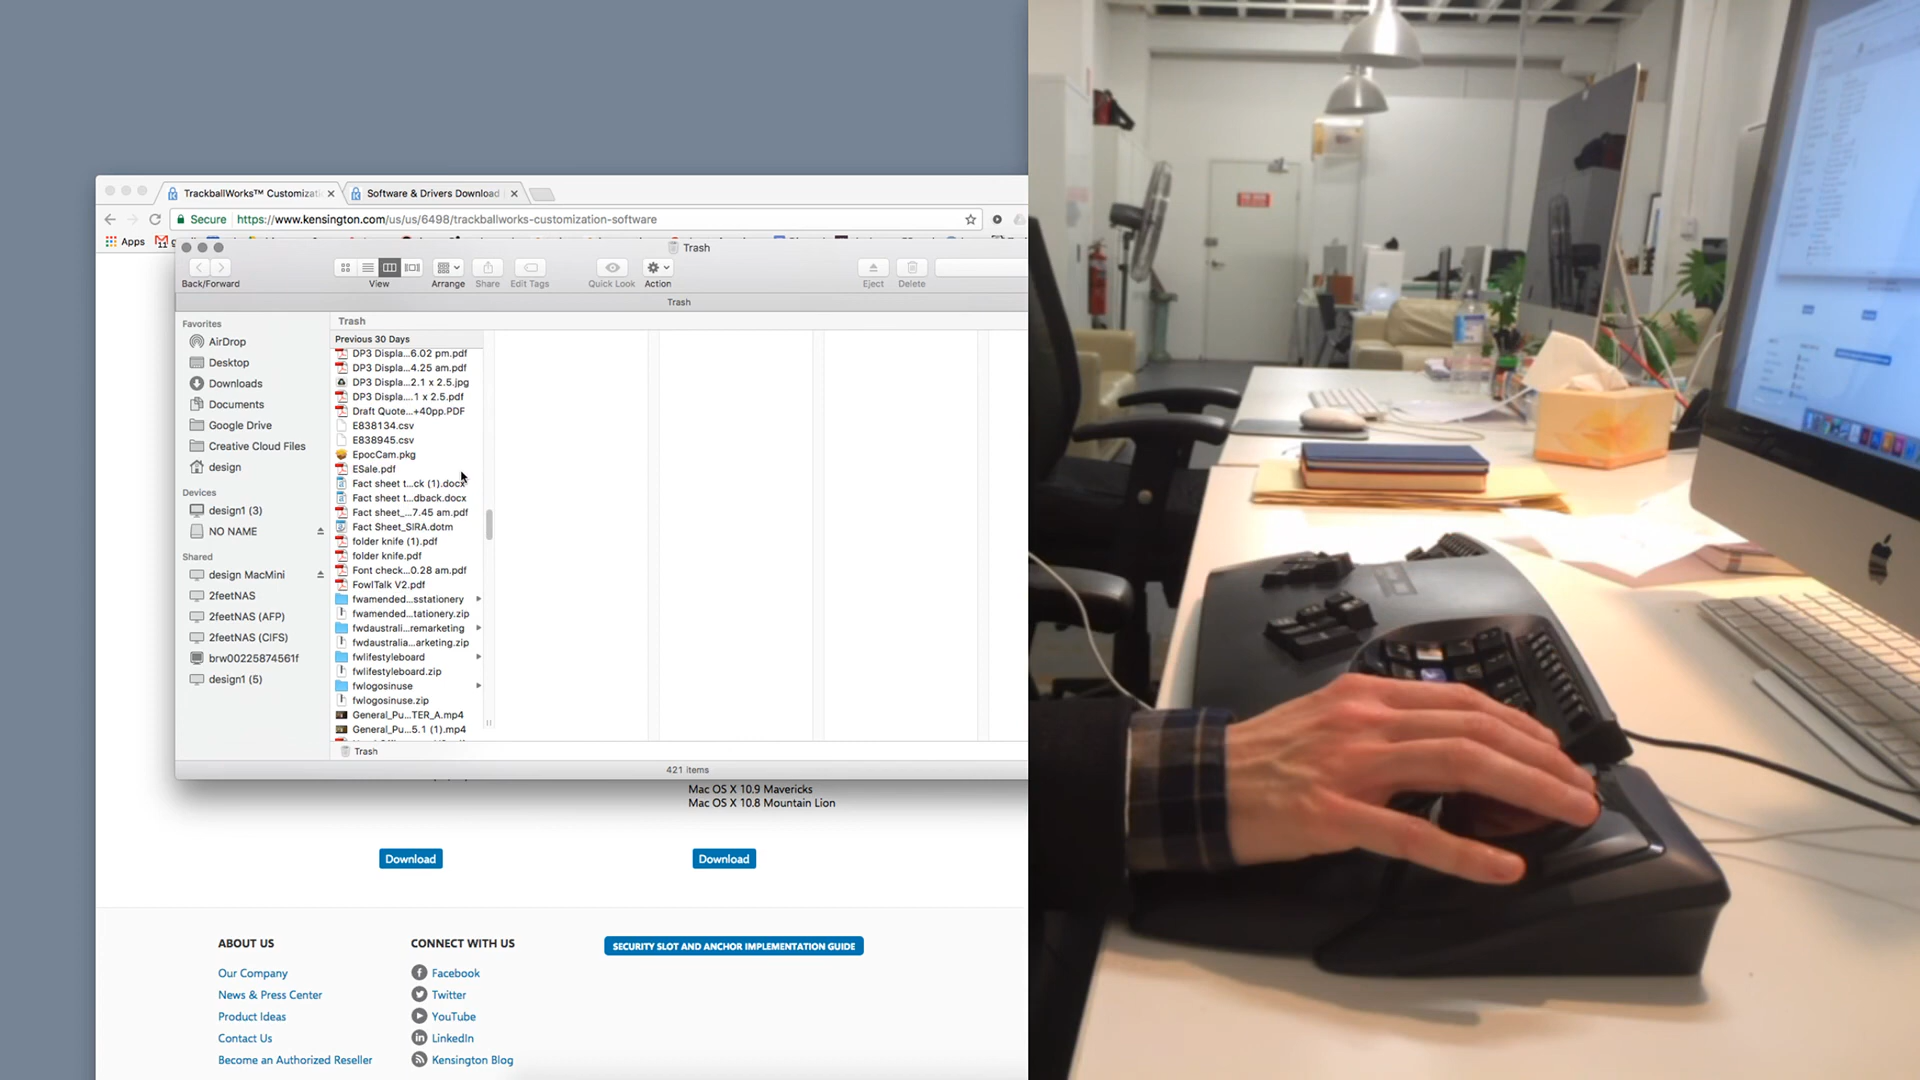 TrackballWorks™ Customizati
Software & Drivers Download
Secure https://www.kensington.com/us/us/6498/trackballworks-customization-software
Apps
Trash
Back/Forward
View
Arrange
Share
Edit Tags
Quick Look
Action
Eject
Delete
Trash
Favorites
AirDrop
Desktop
Downloads
Documents
Google Drive
Creative Cloud Files
design
Devices
design1 (3)
NO NAME
Shared
design MacMini
2feetNAS
2feetNAS (AFP)
2feetNAS (CIFS)
brw00225874561f
design1 (5)
Trash
Previous 30 Days
DP3 Displa...6.02 pm.pdf
DP3 Displa...4.25 am.pdf
DP3 Displa...2.1 x 2.5.jpg
DP3 Displa....1 x 2.5.pdf
Draft Quote...+40pp.PDF
E838134.csv
E838945.csv
EpocCam.pkg
ESale.pdf
Fact sheet t...ck (1).docx
Fact sheet t...dback.docx
Fact sheet_...7.45 am.pdf
Fact Sheet_SIRA.dotm
folder knife (1).pdf
folder knife.pdf
Font check...0.28 am.pdf
FowlTalk V2.pdf
fwamended...sstationery
fwamended...tationery.zip
fwdaustrali...remarketing
fwdaustralia...arketing.zip
fwlifestyleboard
fwlifestyleboard.zip
fwlogosinuse
fwlogosinuse.zip
General_Pu...TER_A.mp4
General_Pu...5.1 (1).mp4
Trash
421 items
Mac OS X 10.9 Mavericks
Mac OS X 10.8 Mountain Lion
Download
Download
ABOUT US
Our Company
News & Press Center
Product Ideas
Contact Us
Become an Authorized Reseller
CONNECT WITH US
Facebook
Twitter
YouTube
LinkedIn
Kensington Blog
SECURITY SLOT AND ANCHOR IMPLEMENTATION GUIDE